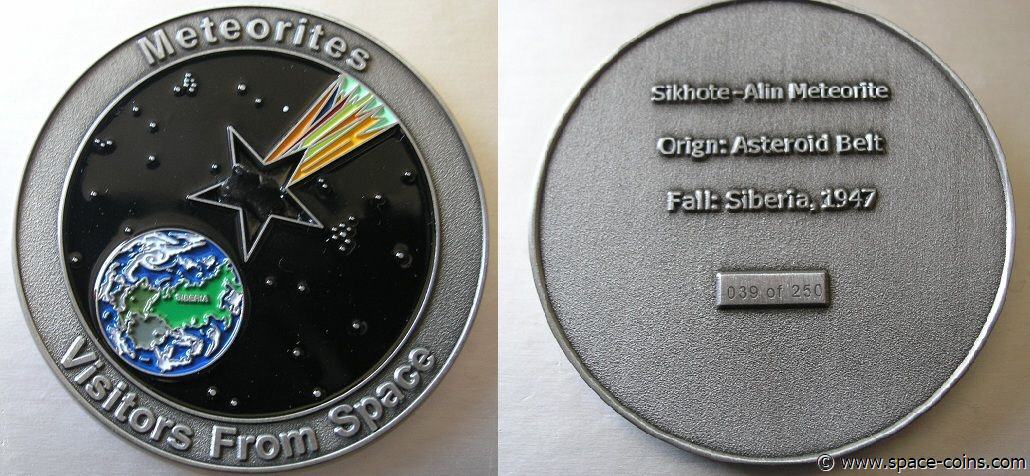 Meteorites
SIBERIA
Visitors From Space
Sikhote-Alin Meteorite
Orign: Asteroid Belt
Fall: Siberia, 1947
039 of 250
© www.space-coins.com